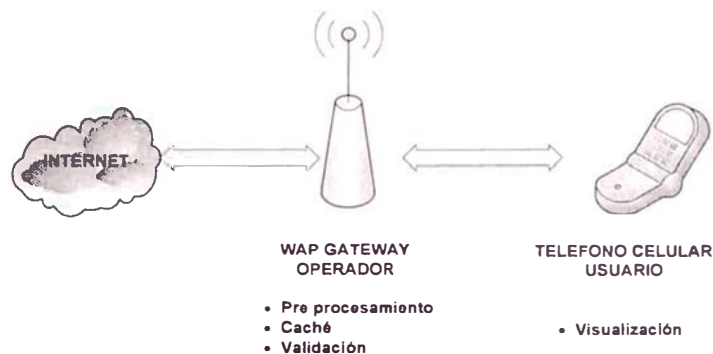 INTERNET
WAP GATEWAY
OPERADOR
• Pre procesamiento
• Caché
• Validación
TELEFONO CELULAR
USUARIO
• Visualización